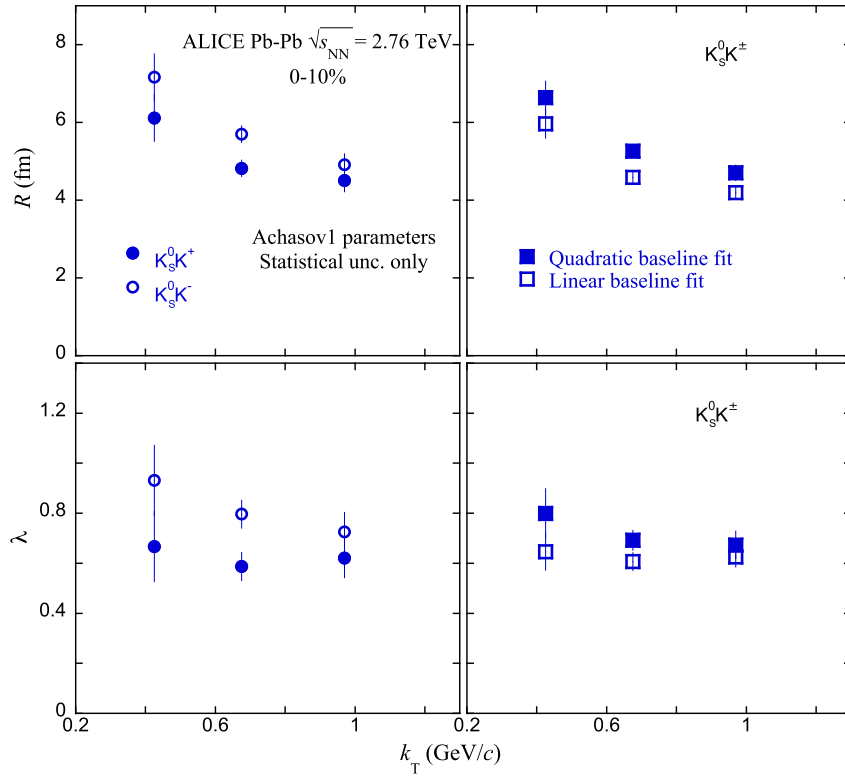 8
6
4
2
0
R (fm)
ALICE Pb-Pb √sNN = 2.76 TeV
0-10%
Achasov1 parameters
Statistical unc. only
K0SK+
K0SK-
K0SK±
Quadratic baseline fit
Linear baseline fit
1.2
0.8
0.4
0
λ
K0SK±
0.2 0.6 1 0.2 0.6 1
kT (GeV/c)